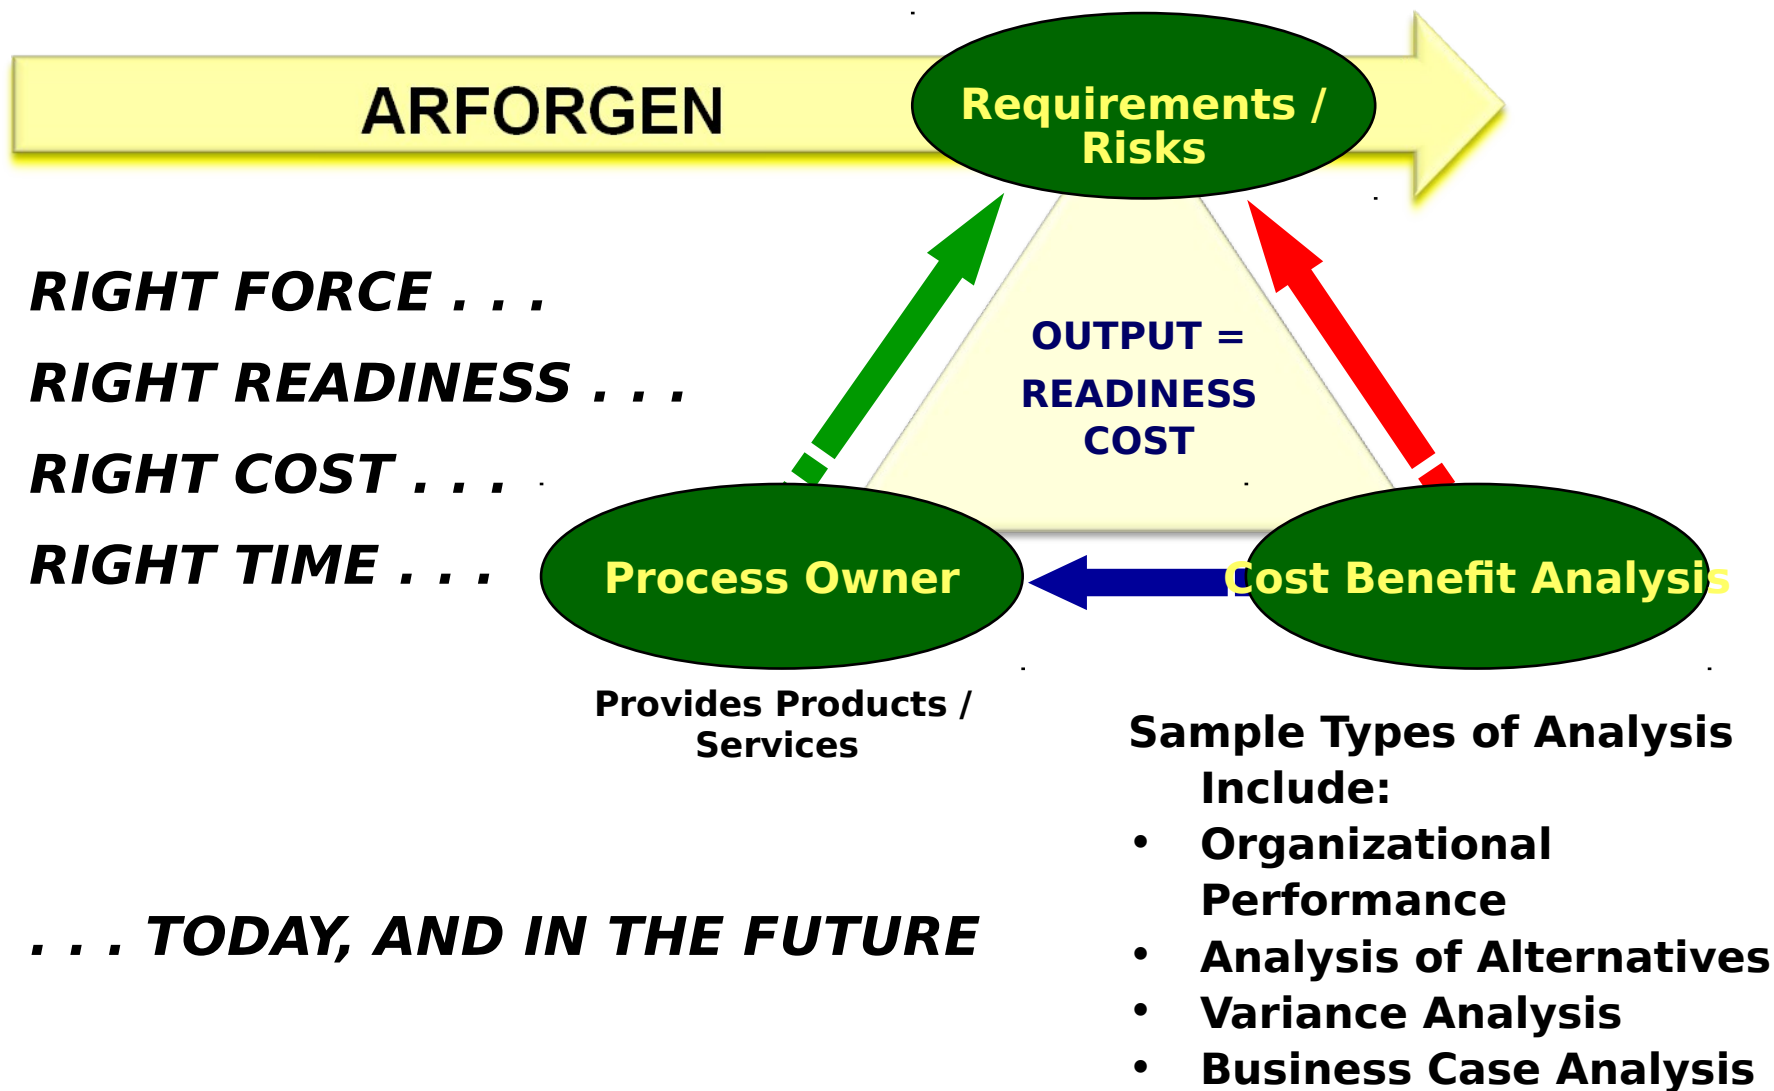 ARFORGEN
Requirements /
Risks
RIGHT FORCE . . .
RIGHT READINESS . . .
RIGHT COST . . .
RIGHT TIME . . .
OUTPUT =
READINESS
COST
Process Owner
Cost Benefit Analysis
Provides Products /
Services
Sample Types of Analysis
Include:
• Organizational
Performance
• Analysis of Alternatives
• Variance Analysis
• Business Case Analysis
. . . TODAY, AND IN THE FUTURE